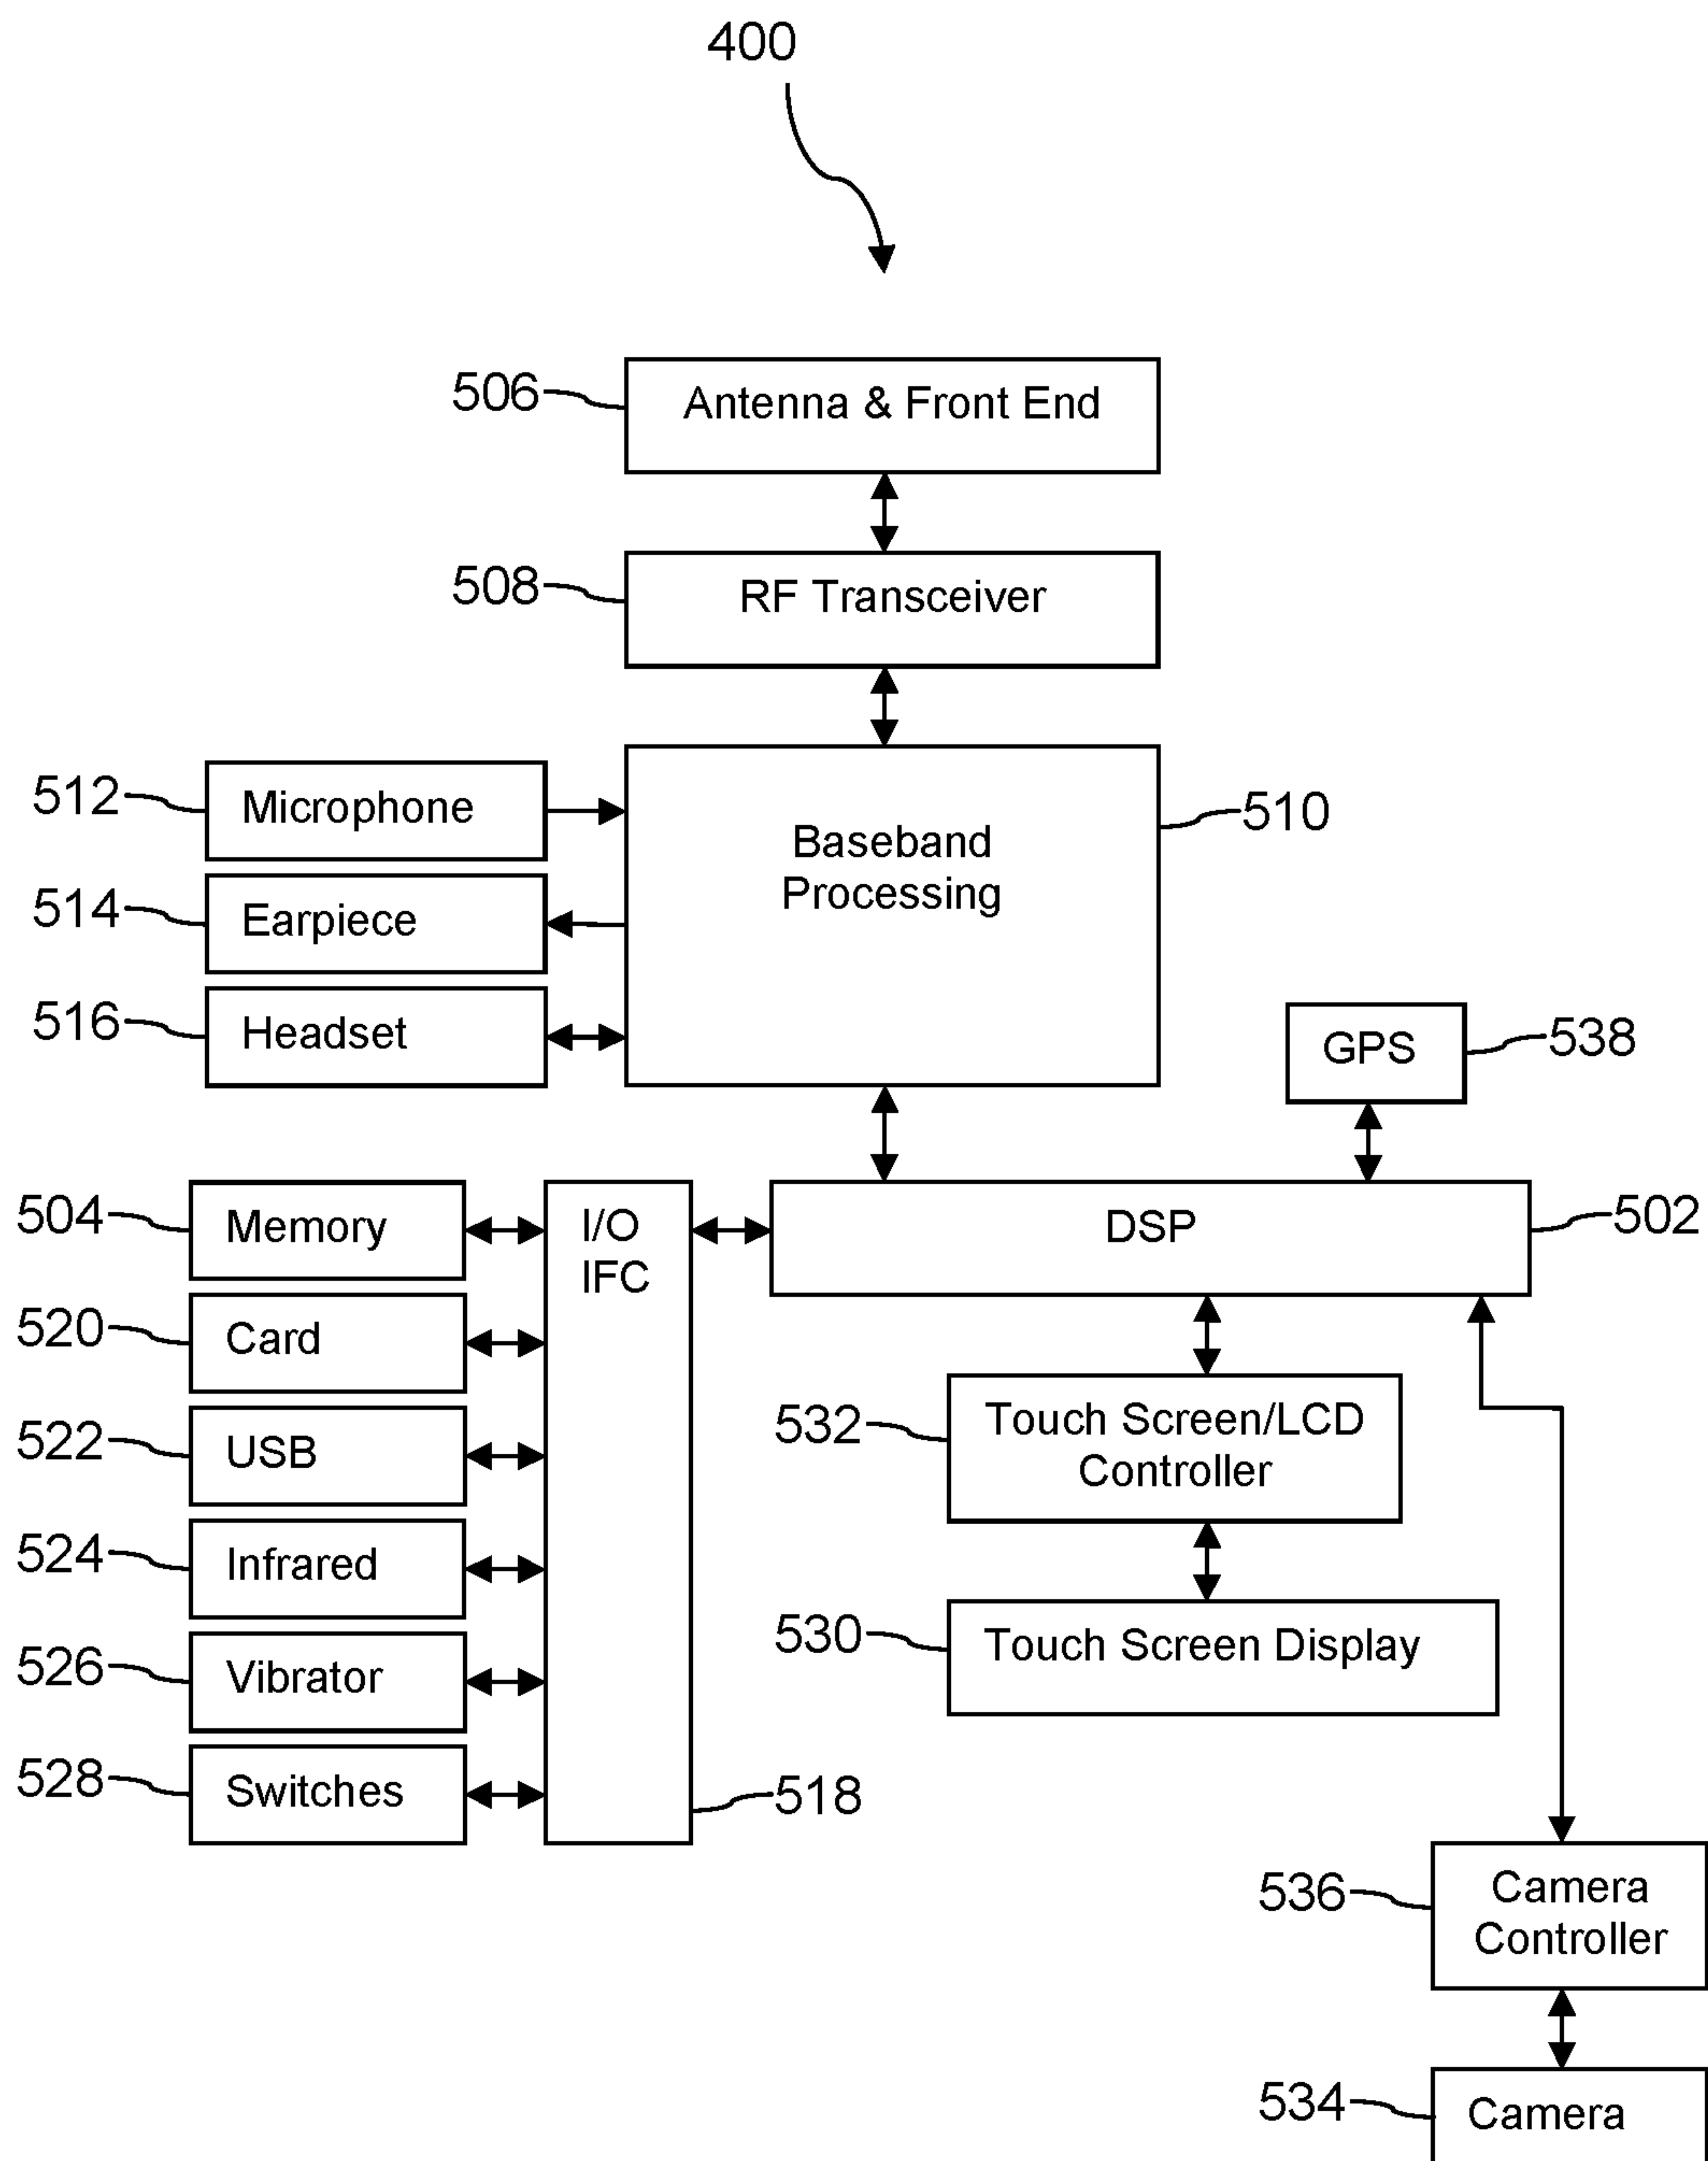 400
506
Antenna & Front End
508
RF Transceiver
512
Microphone
Baseband
Processing
510
514
Earpiece
516
Headset
GPS
538
504
Memory
I/O
IFC
DSP
502
520
Card
522
USB
532
Touch Screen/LCD
Controller
524
Infrared
526
Vibrator
530
Touch Screen Display
528
Switches
518
536
Camera
Controller
534
Camera